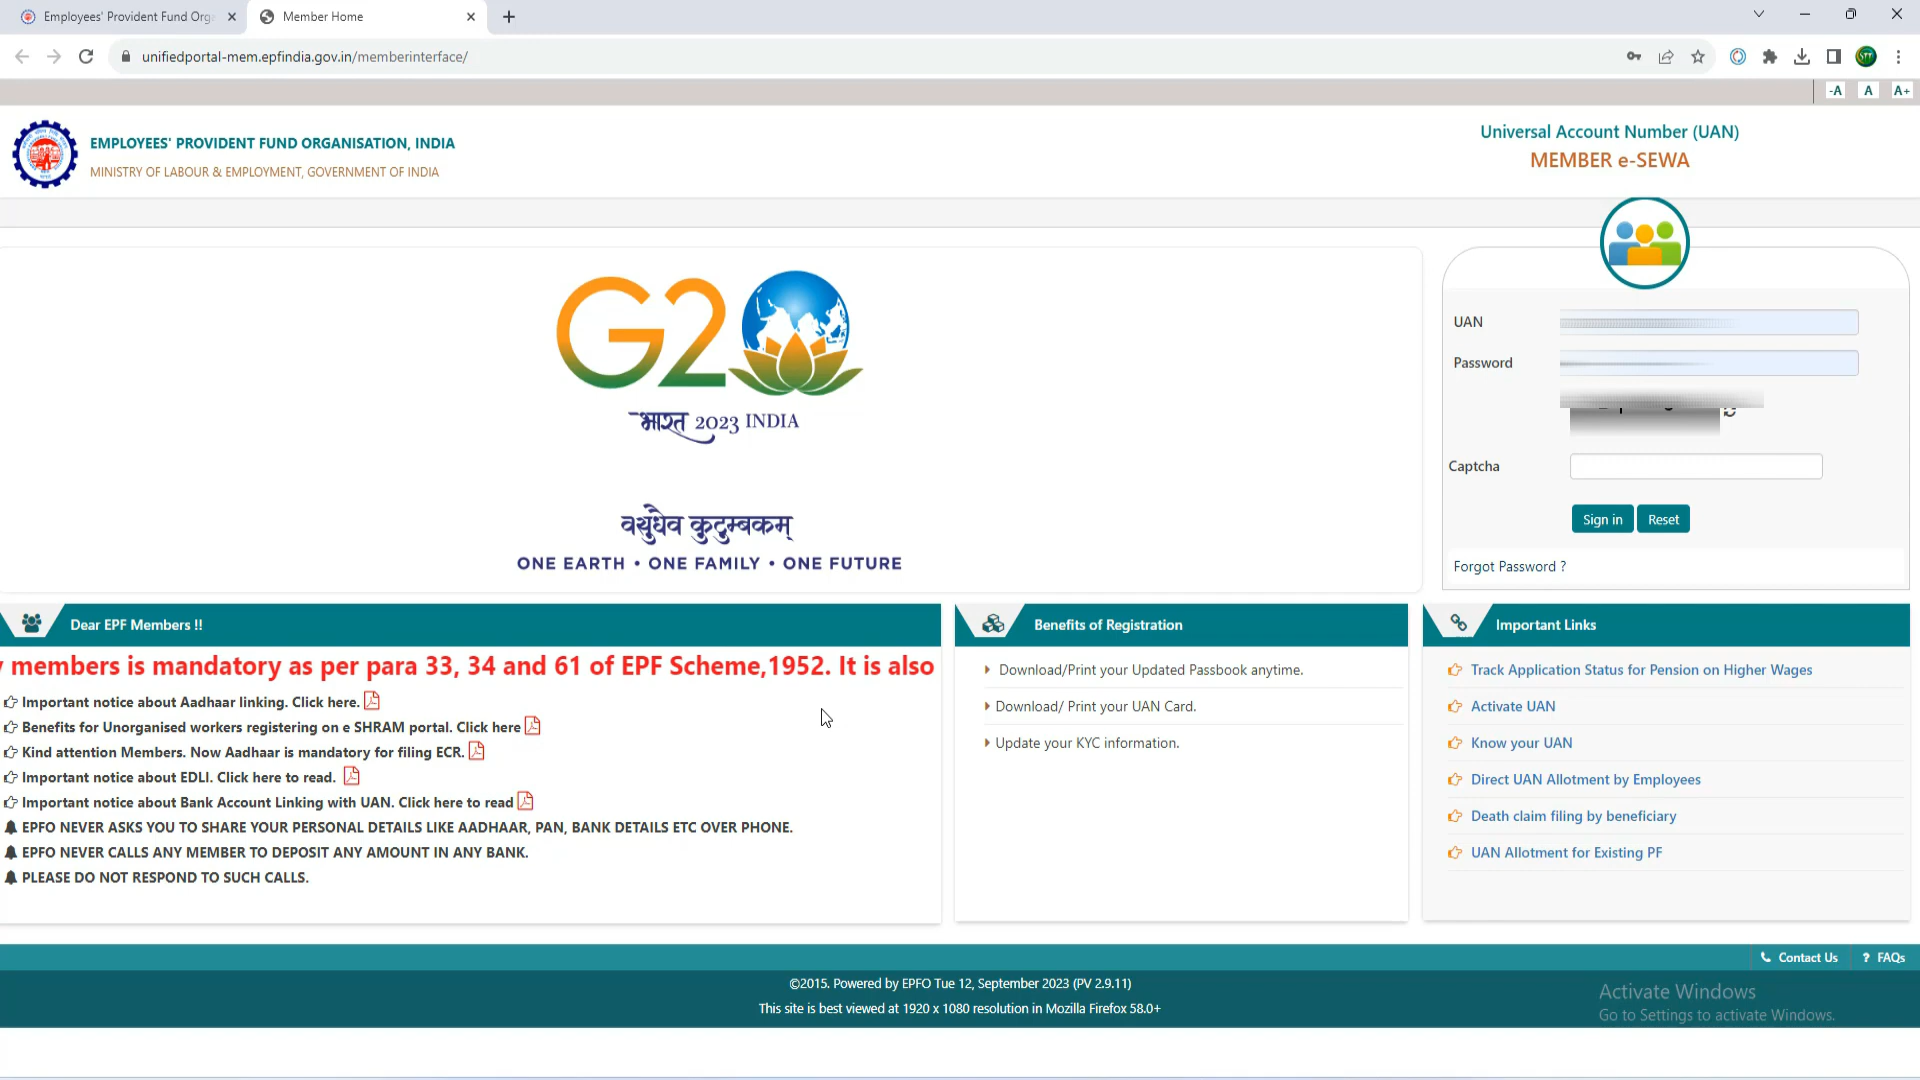 Employees' Provident Fund Org
Member Home
unifiedportal-mem.epfindia.gov.in/memberinterface/
-A A A+
EMPLOYEES' PROVIDENT FUND ORGANISATION, INDIA
MINISTRY OF LABOUR & EMPLOYMENT, GOVERNMENT OF INDIA
Universal Account Number (UAN)
MEMBER e-SEWA
G20
भारत 2023 INDIA
वसुधैव कुटुम्बकम्
ONE EARTH • ONE FAMILY • ONE FUTURE
UAN
Password
Captcha
Sign in Reset
Forgot Password ?
Dear EPF Members !!
members is mandatory as per para 33, 34 and 61 of EPF Scheme,1952. It is also
Important notice about Aadhaar linking. Click here.
Benefits for Unorganised workers registering on e SHRAM portal. Click here
Kind attention Members. Now Aadhaar is mandatory for filing ECR.
Important notice about EDLI. Click here to read.
Important notice about Bank Account Linking with UAN. Click here to read
EPFO NEVER ASKS YOU TO SHARE YOUR PERSONAL DETAILS LIKE AADHAAR, PAN, BANK DETAILS ETC OVER PHONE.
EPFO NEVER CALLS ANY MEMBER TO DEPOSIT ANY AMOUNT IN ANY BANK.
PLEASE DO NOT RESPOND TO SUCH CALLS.
Benefits of Registration
Download/Print your Updated Passbook anytime.
Download/ Print your UAN Card.
Update your KYC information.
Important Links
Track Application Status for Pension on Higher Wages
Activate UAN
Know your UAN
Direct UAN Allotment by Employees
Death claim filing by beneficiary
UAN Allotment for Existing PF
Contact Us ? FAQs
©2015. Powered by EPFO Tue 12, September 2023 (PV 2.9.11)
This site is best viewed at 1920 x 1080 resolution in Mozilla Firefox 58.0+
Activate Windows
Go to Settings to activate Windows.